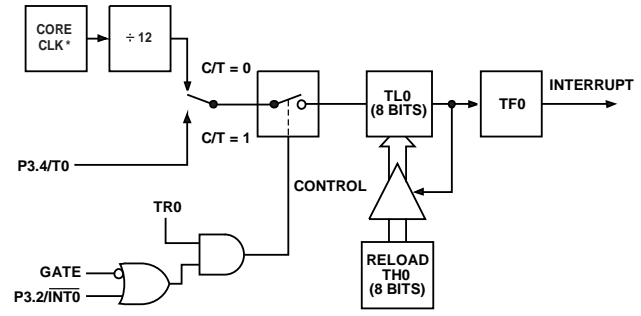 CORE
CLK*
÷ 12
C/T = 0
C/T = 1
P3.4/T0
TL0
(8 BITS)
TF0
INTERRUPT
CONTROL
TR0
GATE
P3.2/INT0
RELOAD
TH0
(8 BITS)